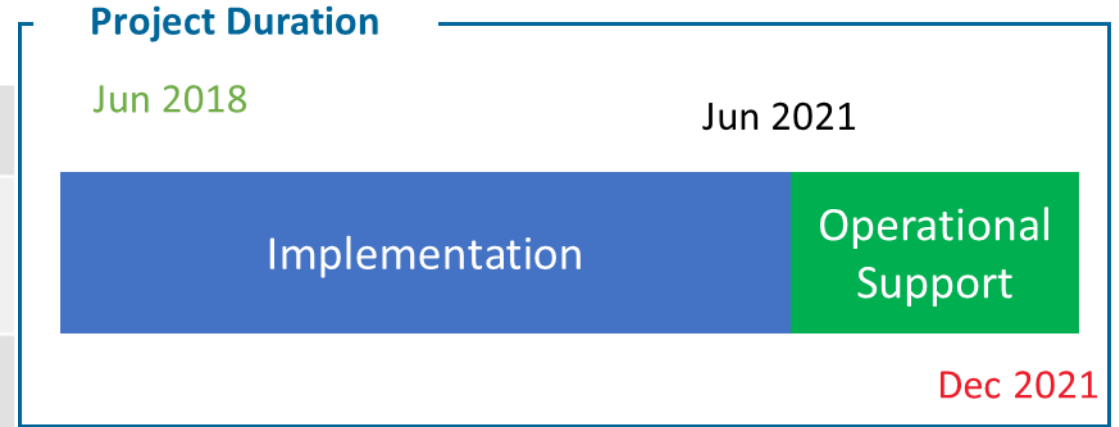 Project Duration
Jun 2018
Jun 2021
Implementation
Operational
Support
Dec 2021